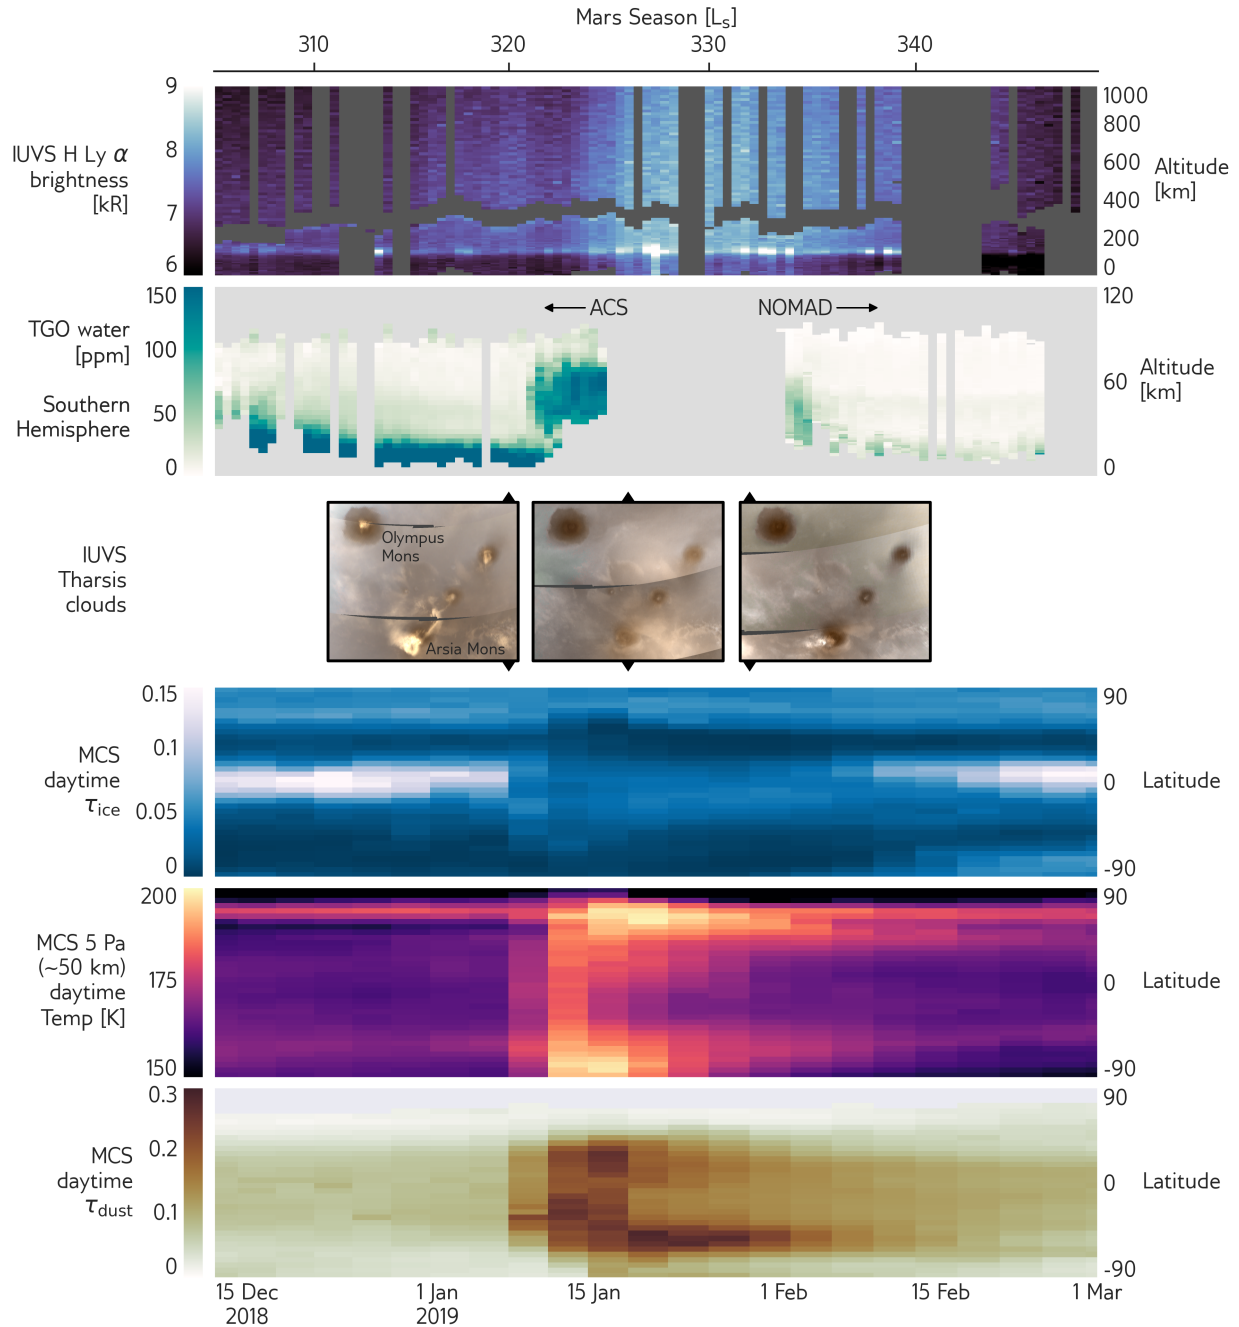 Mars Season [Ls]
310 320 330 340
IUVS H Ly α
brightness
[kR]
9
8
7
6
1000
800
600
400
200
0
Altitude
[km]
TGO water
[ppm]
Southern
Hemisphere
150
100
50
0
← ACS
NOMAD →
120
60
0
Altitude
[km]
IUVS
Tharsis
clouds
Olympus
Mons
Arsia Mons
MCS
daytime
τice
0.15
0.1
0.05
0
90
0
-90
Latitude
MCS 5 Pa
(~50 km)
daytime
Temp [K]
200
175
150
90
0
-90
Latitude
MCS
daytime
τdust
0.3
0.2
0.1
0
90
0
-90
Latitude
15 Dec 1 Jan 15 Jan 1 Feb 15 Feb 1 Mar
2018 2019